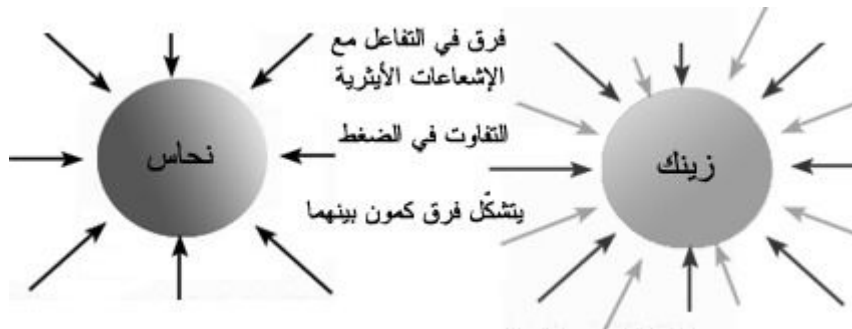 فرق في التفاعل مع
الإشعاعات الأيثرية
نحاس
التفاوت في الضغط
زينك
يتشكّل فرق كمون بينهما